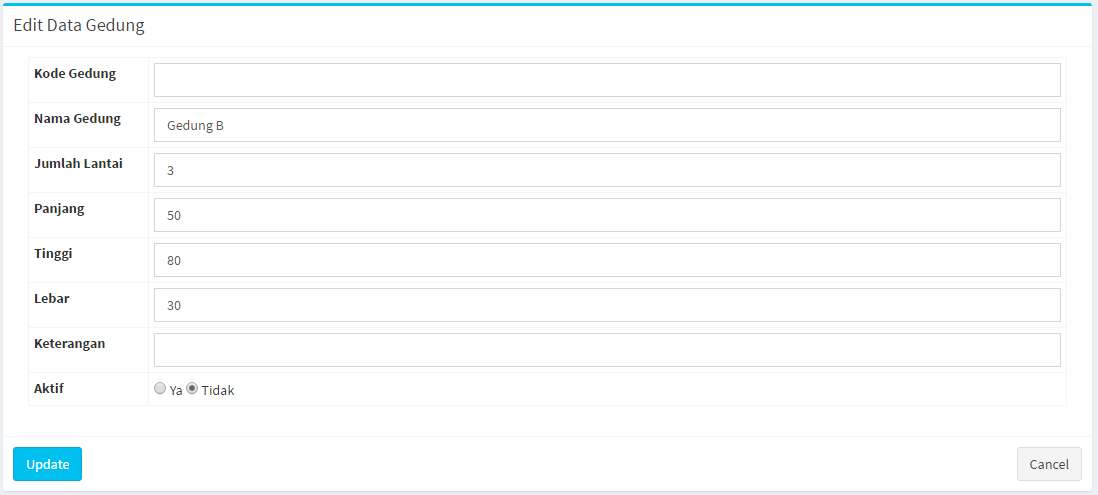 Edit Data Gedung
Kode Gedung
Nama Gedung Gedung B
Jumlah Lantai 3
Panjang 50
Tinggi 80
Lebar 30
Keterangan
Aktif Ya Tidak
Update Cancel